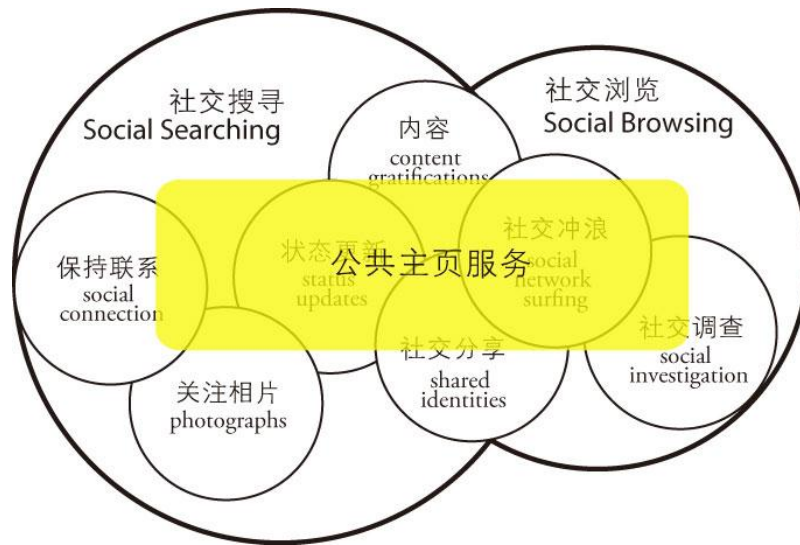 社交搜寻
Social Searching
社交浏览
Social Browsing
内容
content
gratifications
保持联系
social
connection
状态更新
status
updates
公共主页服务
社交冲浪
social
network
surfing
关注相片
photographs
社交分享
shared
identities
社交调查
social
investigation